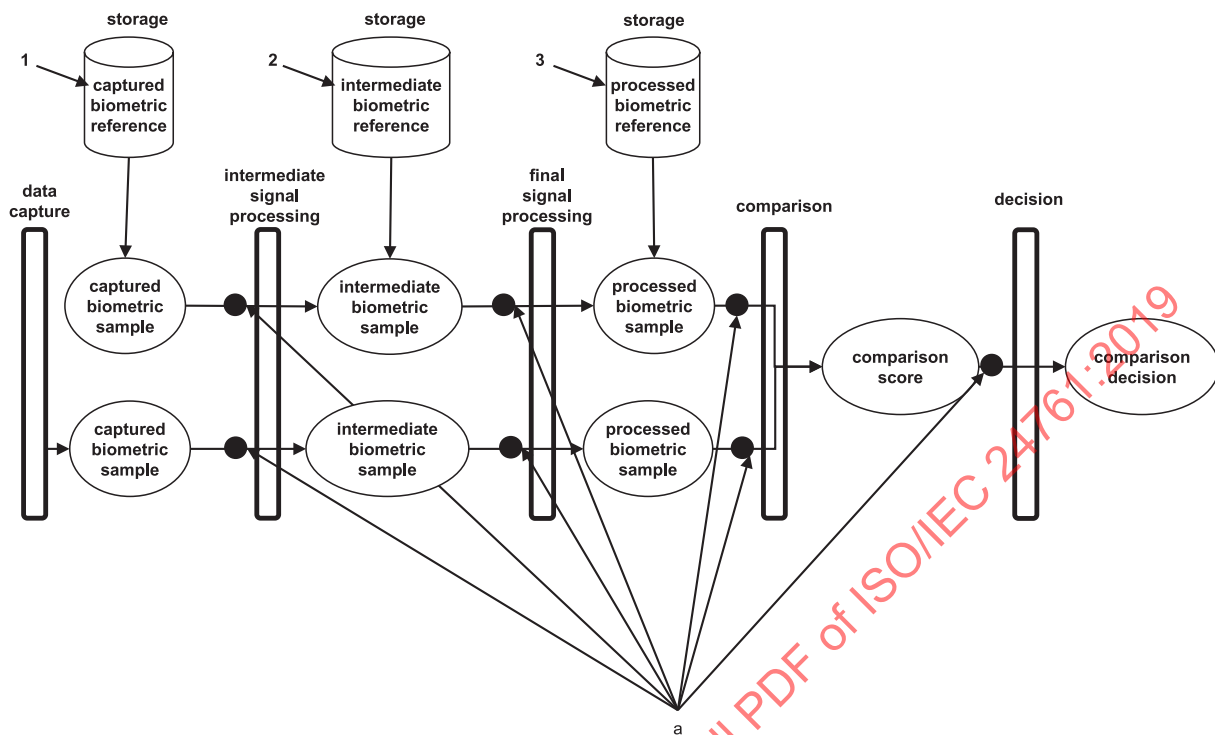 storage
storage
storage
1
captured
biometric
reference
2
intermediate
biometric
reference
3
processed
biometric
reference
data
capture
intermediate
signal
processing
final
signal
processing
comparison
decision
captured
biometric
sample
intermediate
biometric
sample
processed
biometric
sample
comparison
score
comparison
decision
captured
biometric
sample
intermediate
biometric
sample
processed
biometric
sample
a
PDF of ISO/IEC 24761:2019